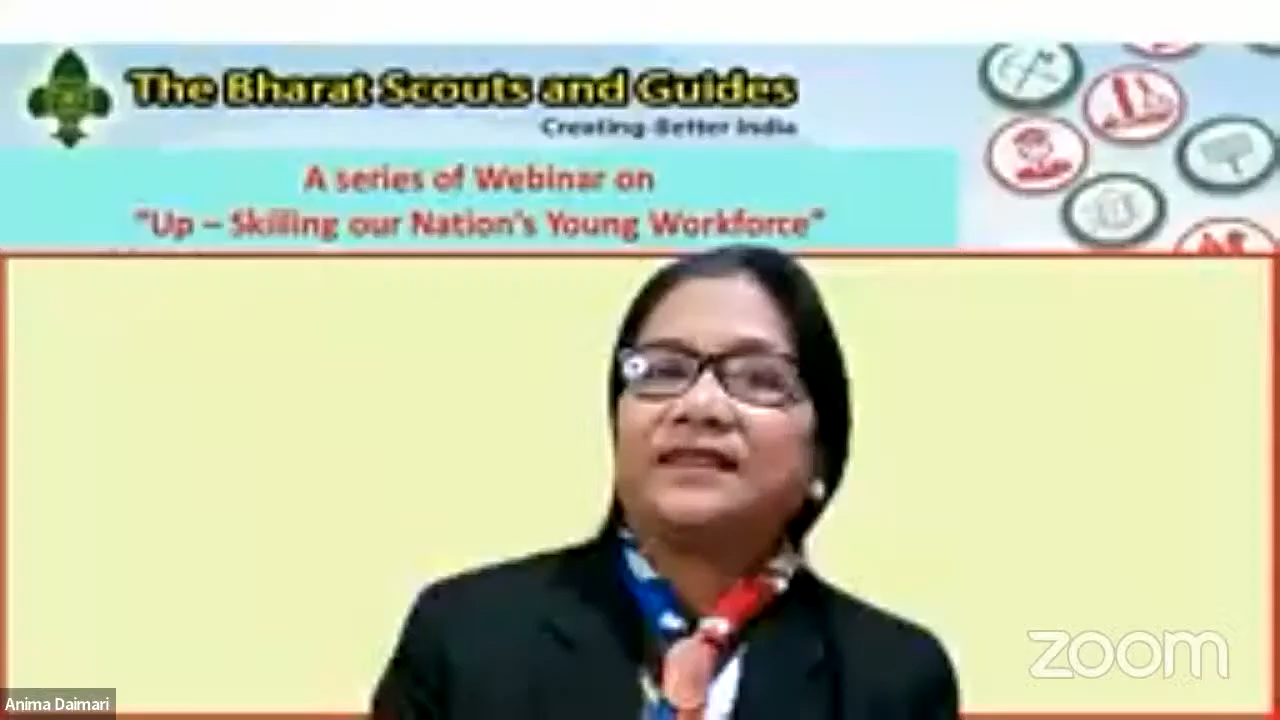 The Bharat Scouts and Guides
Creating Better India
A series of Webinar on
"Up – Skilling our Nation's Young Workforce"
zoom
Anima Daimari